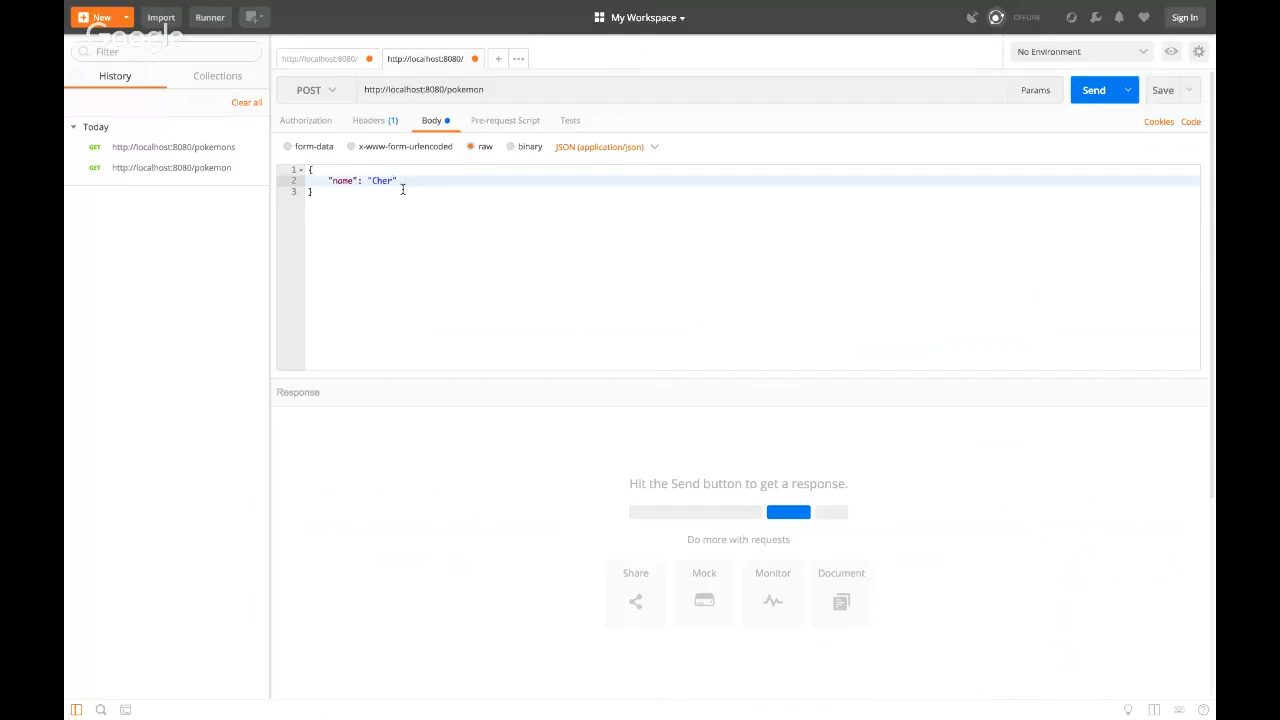 New
Import
Runner
My Workspace
OFFLINE
Sign In
Google
Filter
History
Collections
Clear all
Today
GET http://localhost:8080/pokemons
GET http://localhost:8080/pokemon
http://localhost:8080/
http://localhost:8080/
No Environment
POST
http://localhost:8080/pokemon
Params
Send
Save
Authorization
Headers (1)
Body
Pre-request Script
Tests
Cookies
Code
form-data
x-www-form-urlencoded
raw
binary
JSON (application/json)
1 {
2 "name": "Cher"
3 }
Response
Hit the Send button to get a response.
Do more with requests
Share
Mock
Monitor
Document